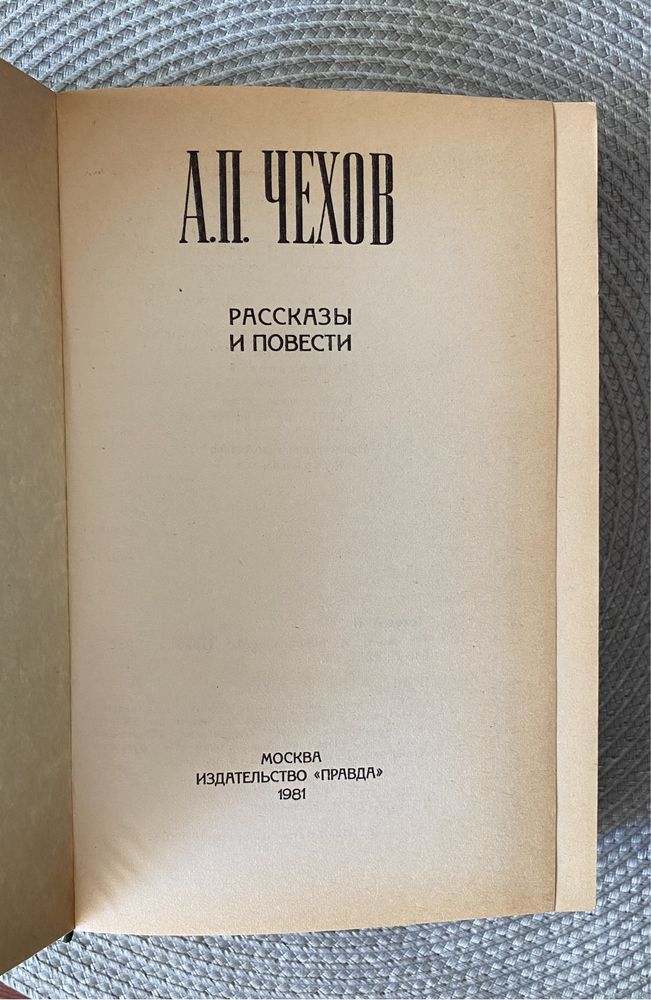 А.П. ЧЕХОВ
РАССКАЗЫ
И ПОВЕСТИ
МОСКВА
ИЗДАТЕЛЬСТВО «ПРАВДА»
1981